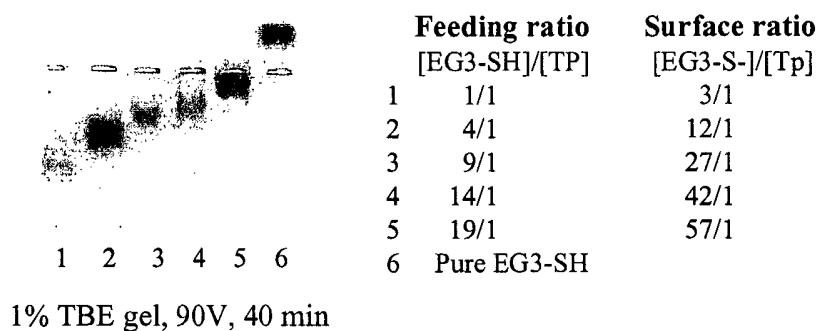 Feeding ratio Surface ratio
[EG3-SH]/[TP] [EG3-S-]/[Tp]
1 1/1 3/1
2 4/1 12/1
3 9/1 27/1
4 14/1 42/1
5 19/1 57/1
6 Pure EG3-SH
1 2 3 4 5 6
1% TBE gel, 90V, 40 min